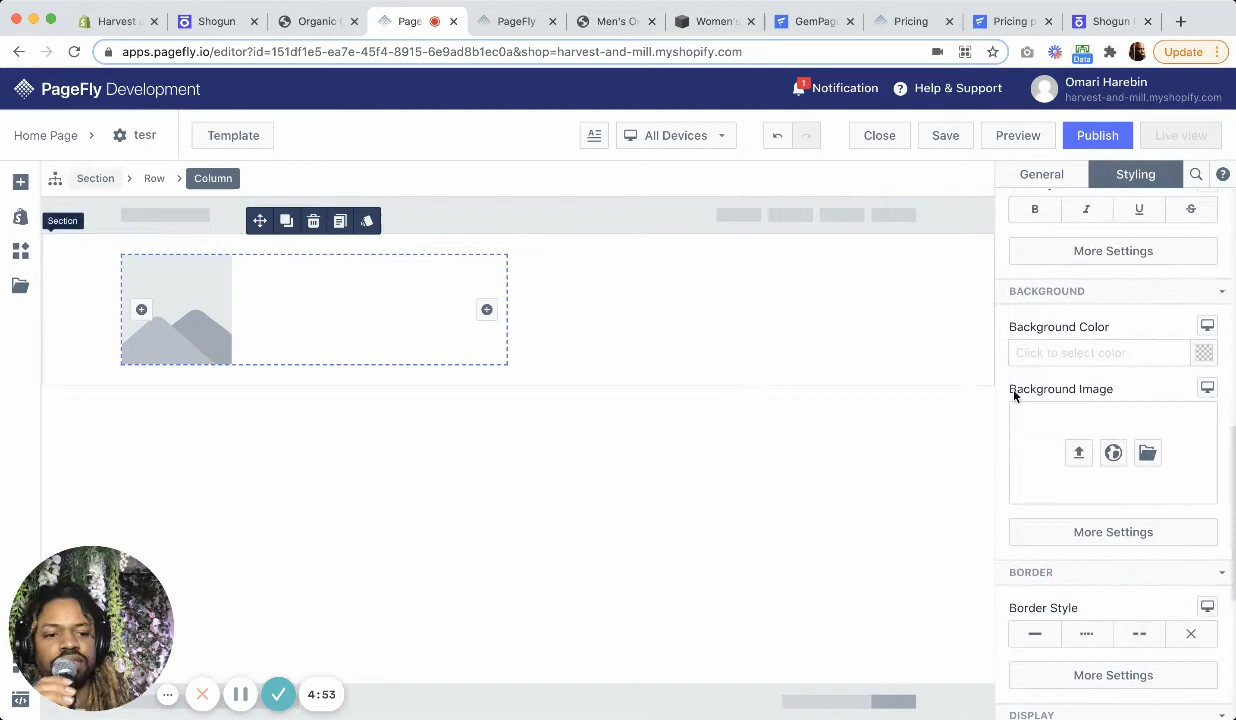 Harvest a
Shogun
Organic (
Page
PageFly
Men's Or
Women's
GemPage
Pricing
Pricing p
Shogun
apps.pagefly.io/editor?id=151df1e5-ea7e-45f4-8915-6e9ad8b1ec0a&shop=harvest-and-mill.myshopify.com
Data
Update
PageFly Development
1
Notification
Help & Support
Omari Harebin
harvest-and-mill.myshopify.com
Home Page
tesr
Template
All Devices
Close
Save
Preview
Publish
Live view
Section
Row
Column
General
Styling
Section
B
I
U
S
More Settings
BACKGROUND
Background Color
Click to select color
Background Image
More Settings
BORDER
Border Style
More Settings
DISPLAY
4:53